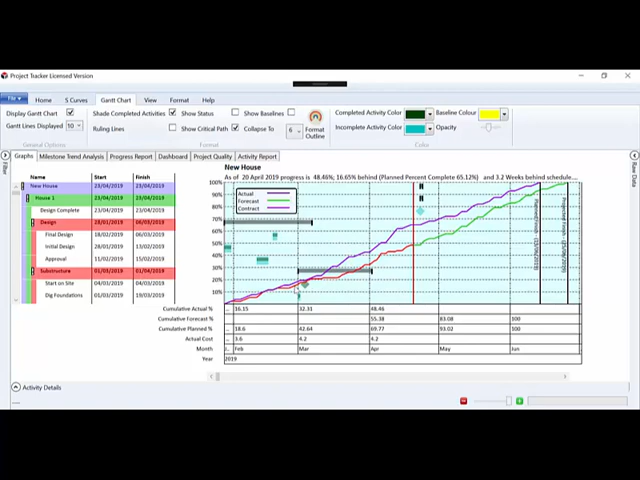 Project Tracker Licensed Version
File Home S Curves Gantt Chart View Format Help
Display Gantt Chart Shade Completed Activities Show Status Show Baselines Completed Activity Color Baseline Colour
Gantt Lines Displayed 10 Ruling Lines Show Critical Path Collapse To 6 Format Outline Incomplete Activity Color Opacity
General Options Format Color
Graphs Milestone Trend Analysis Progress Report Dashboard Project Quality Activity Report
Filter
Raw Data
New House
As of 20 April 2019 progress is 48.46%; 16.65% behind (Planned Percent Complete 65.12%) and 3.2 Weeks behind schedule....
Name Start Finish
New House 23/04/2019 23/04/2019
House 1 23/04/2019 23/04/2019
Design Complete 23/04/2019 23/04/2019
Design 28/01/2019 06/03/2019
Final Design 23/04/2019 06/03/2019
Initial Design 28/01/2019 15/02/2019
Approval 11/02/2019 15/02/2019
Substructure 01/03/2019 01/04/2019
Start on Site 04/03/2019 04/03/2019
Dig Foundations 04/03/2019 19/03/2019
100%
90%
80%
70%
60%
50%
40%
30%
20%
10%
Actual
Forecast
Contract
Cumulative Actual % 16.15 32.31 48.46
Cumulative Forecast % 55.38 83.08 100
Cumulative Planned % 18.6 42.64 69.77 93.02 100
Actual Cost 3.6 4.2 4.2
Month Feb Mar Apr May Jun
Year 2019
Activity Details